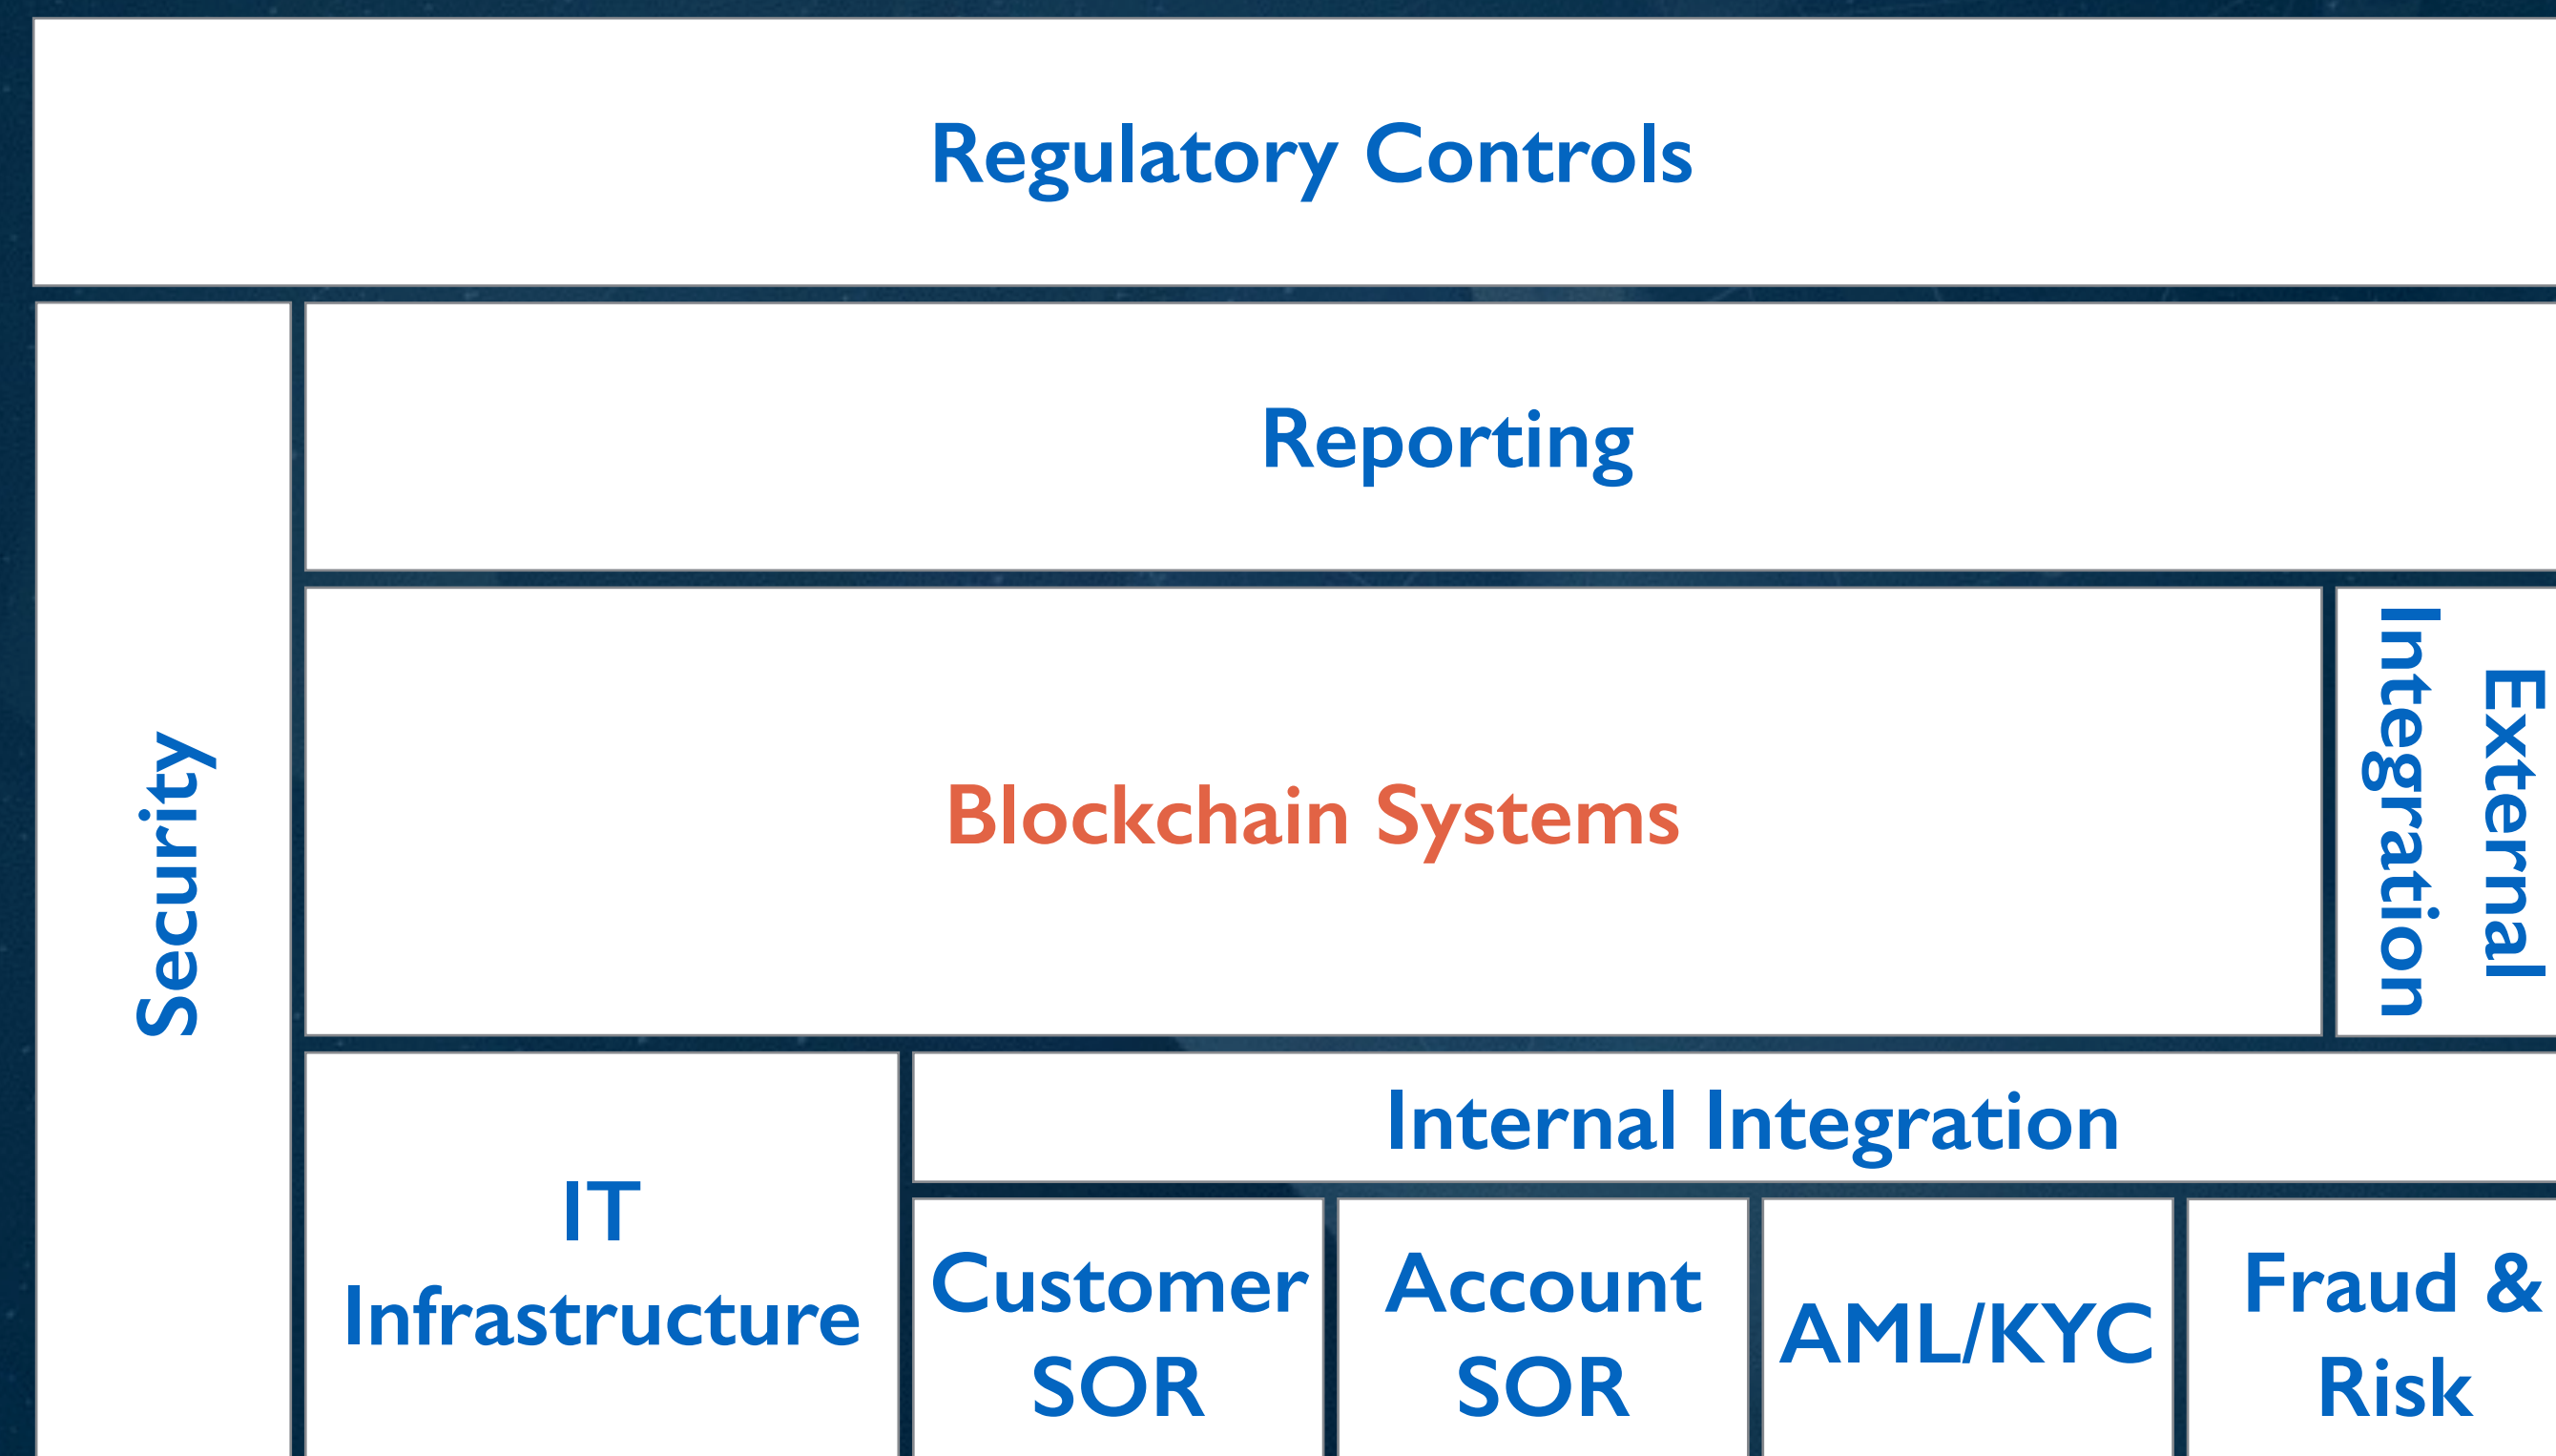 Regulatory Controls
Security
Reporting
Blockchain Systems
External
Integration
IT
Infrastructure
Internal Integration
Customer
SOR
Account
SOR
AML/KYC
Fraud &
Risk